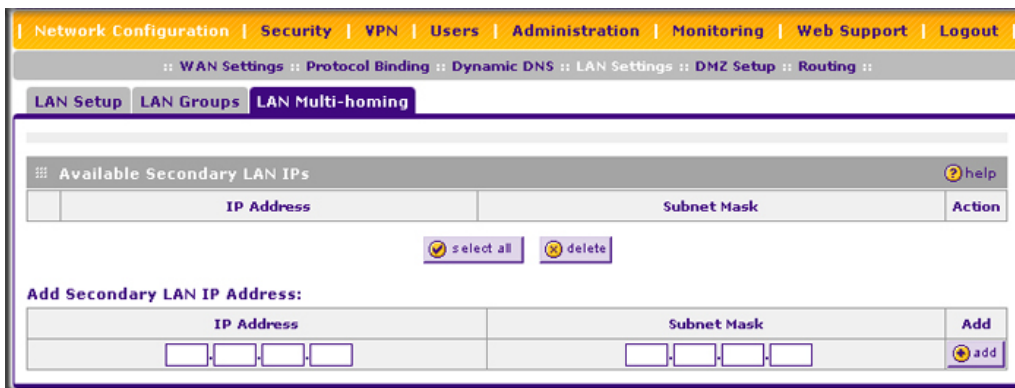 | Network Configuration | Security | VPN | Users | Administration | Monitoring | Web Support | Logout |
:: WAN Settings :: Protocol Binding :: Dynamic DNS :: LAN Settings :: DMZ Setup :: Routing ::
LAN Setup LAN Groups LAN Multi-homing
Available Secondary LAN IPs ? help
IP Address Subnet Mask Action
select all delete
Add Secondary LAN IP Address:
IP Address Subnet Mask Add
. . . . . . add